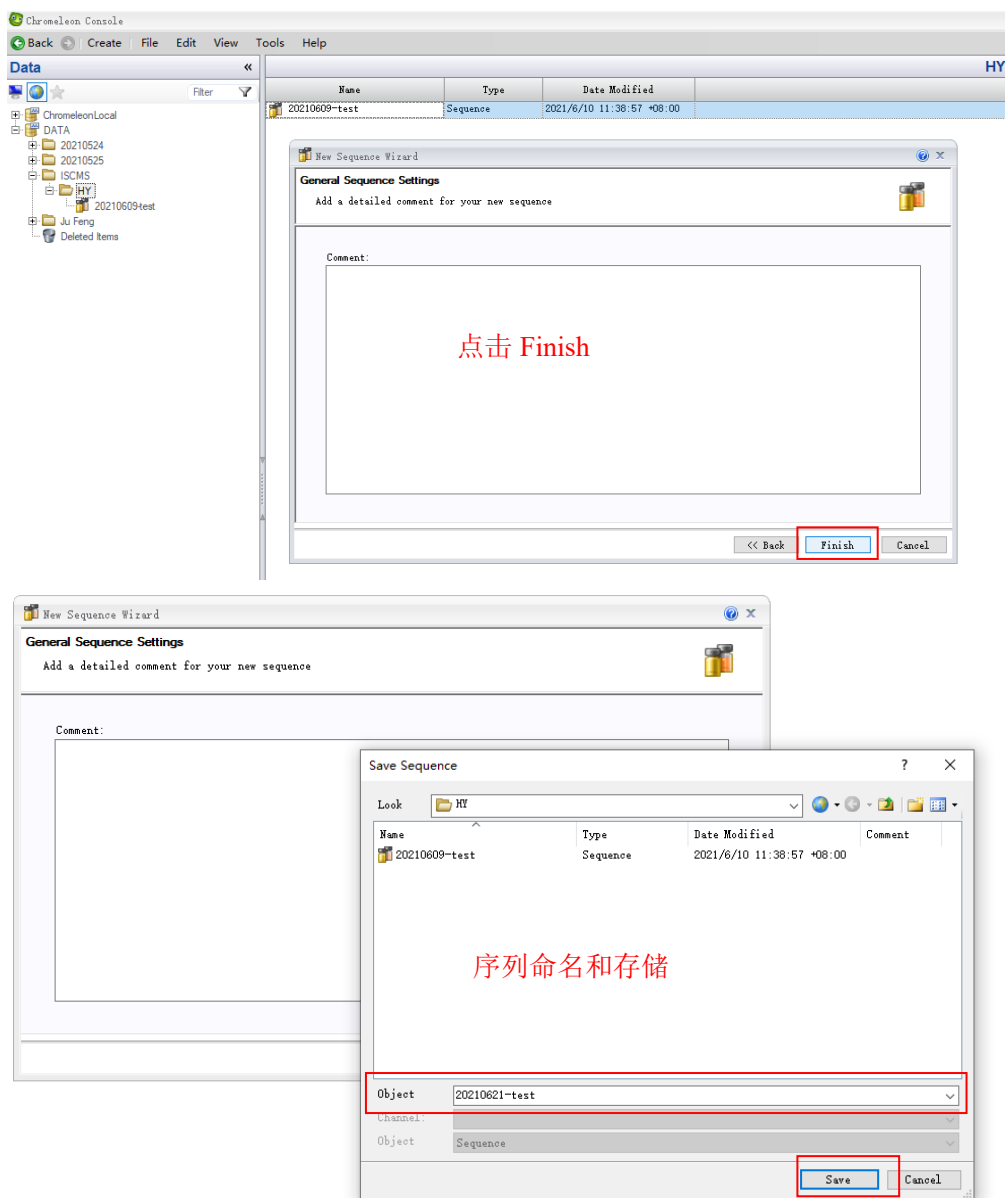 Chromeleon Console
Back Create File Edit View Tools Help
Data « HY
Filter
Name Type Date Modified
20210609-test Sequence 2021/6/10 11:38:57 +08:00
ChromeleonLocal
DATA
20210524
20210525
ISCMS
HY
20210609-test
Ju Feng
Deleted Items
New Sequence Wizard
General Sequence Settings
Add a detailed comment for your new sequence
Comment:
点击 Finish
<< Back Finish Cancel
New Sequence Wizard
General Sequence Settings
Add a detailed comment for your new sequence
Comment:
Save Sequence
Look HY
Name Type Date Modified Comment
20210609-test Sequence 2021/6/10 11:38:57 +08:00
序列命名和存储
Object 20210621-test
Channel:
Object Sequence
Save Cancel